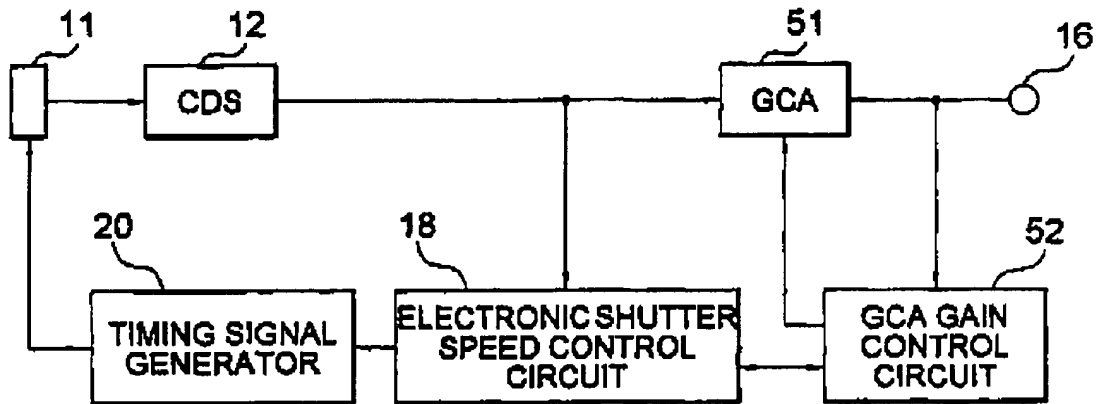 11
12
51
16
CDS
GCA
20
18
52
TIMING SIGNAL
GENERATOR
ELECTRONIC SHUTTER
SPEED CONTROL
CIRCUIT
GCA GAIN
CONTROL
CIRCUIT